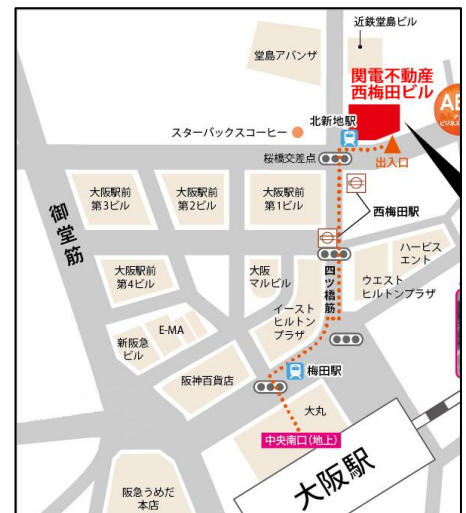 近鉄堂島ビル
堂島アバンザ
関電不動産
西梅田ビル
北新地駅
スターバックスコーヒー
出入口
桜橋交差点
大阪駅前
第3ビル
大阪駅前
第2ビル
大阪駅前
第1ビル
西梅田駅
御堂筋
ハービス
エント
大阪駅前
第4ビル
大阪
マルビル
四ツ橋筋
ウエスト
ヒルトンプラザ
イースト
ヒルトン
プラザ
E-MA
新阪急
ビル
阪神百貨店
梅田駅
大丸
中央南口(地上)
大阪駅
阪急うめだ
本店